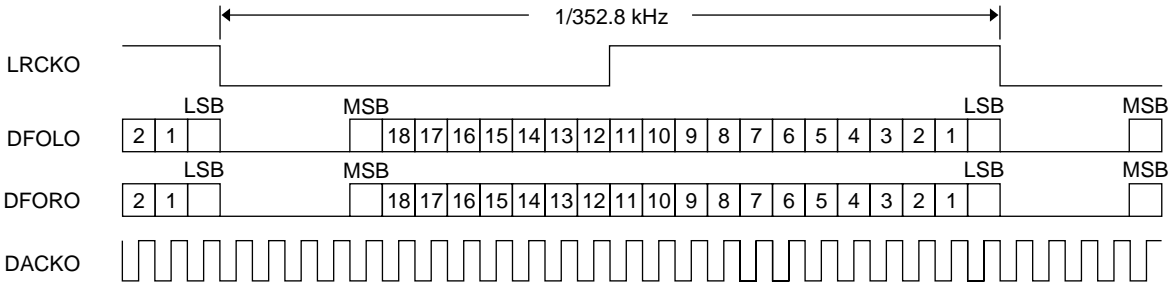 1/352.8 kHz
LRCKO
LSB MSB LSB MSB
DFOLO 2 1 18 17 16 15 14 13 12 11 10 9 8 7 6 5 4 3 2 1
LSB MSB LSB MSB
DFORO 2 1 18 17 16 15 14 13 12 11 10 9 8 7 6 5 4 3 2 1
DACKO